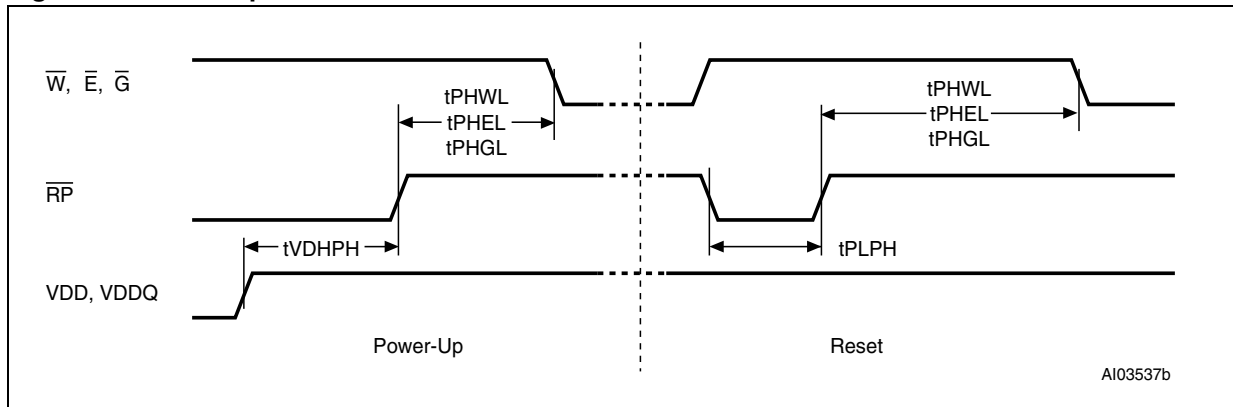 W, E, G
tPHWL
tPHEL
tPHGL
tPHWL
tPHEL
tPHGL
RP
tVDHPH
tPLPH
VDD, VDDQ
Power-Up
Reset
AI03537b